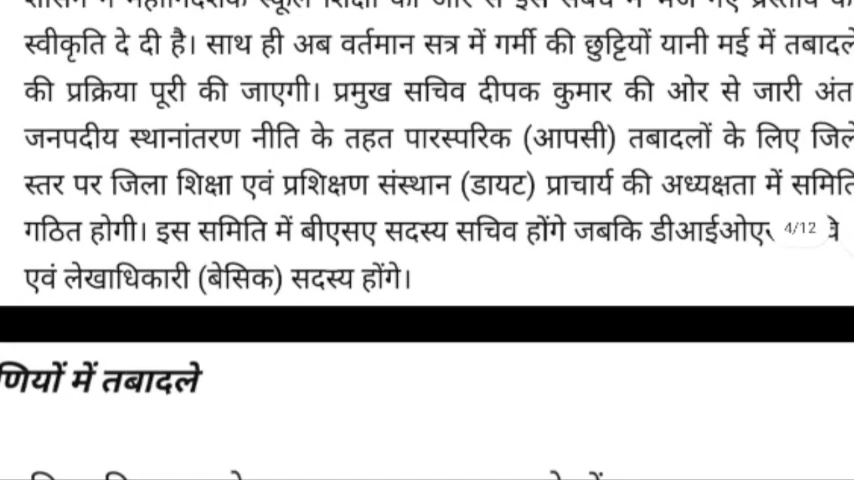 स्वीकृति दे दी है। साथ ही अब वर्तमान सत्र में गर्मी की छुट्टियों यानी मई में तबादले
की प्रक्रिया पूरी की जाएगी। प्रमुख सचिव दीपक कुमार की ओर से जारी अंत
जनपदीय स्थानांतरण नीति के तहत पारस्परिक (आपसी) तबादलों के लिए जिले
स्तर पर जिला शिक्षा एवं प्रशिक्षण संस्थान (डायट) प्राचार्य की अध्यक्षता में समिति
गठित होगी। इस समिति में बीएसए सदस्य सचिव होंगे जबकि 4/12
एवं लेखाधिकारी (बेसिक) सदस्य होंगे।
में तबादले